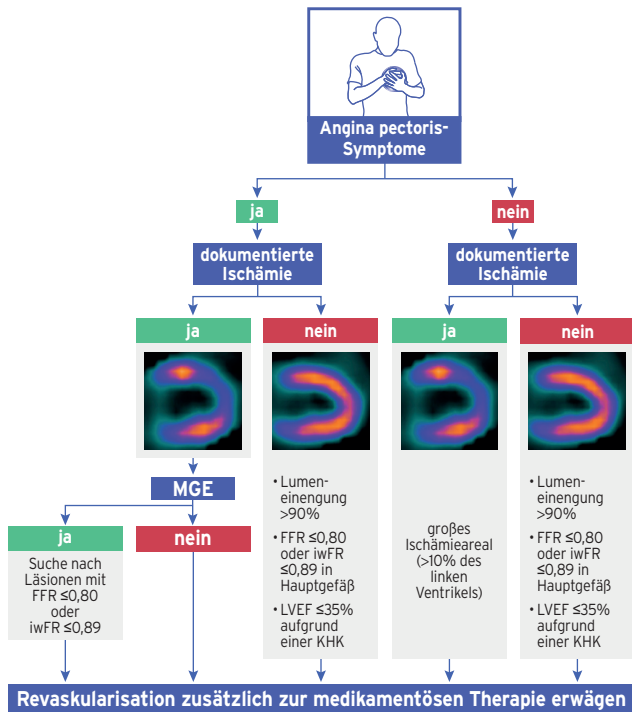 Angina pectoris-
Symptome
ja
nein
dokumentierte
Ischämie
dokumentierte
Ischämie
ja
nein
ja
nein
MGE
ja
nein
Suche nach
Läsionen mit
FFR ≤0,80
oder
iwFR ≤0,89
• Lumen-
einengung
>90%
• FFR ≤0,80
oder iwFR
≤0,89 in
Hauptgefäß
• LVEF ≤35%
aufgrund
einer KHK
großes
Ischämieareal
(>10% des
linken
Ventrikels)
• Lumen-
einengung
>90%
• FFR ≤0,80
oder iwFR
≤0,89 in
Hauptgefäß
• LVEF ≤35%
aufgrund
einer KHK
Revaskularisation zusätzlich zur medikamentösen Therapie erwägen